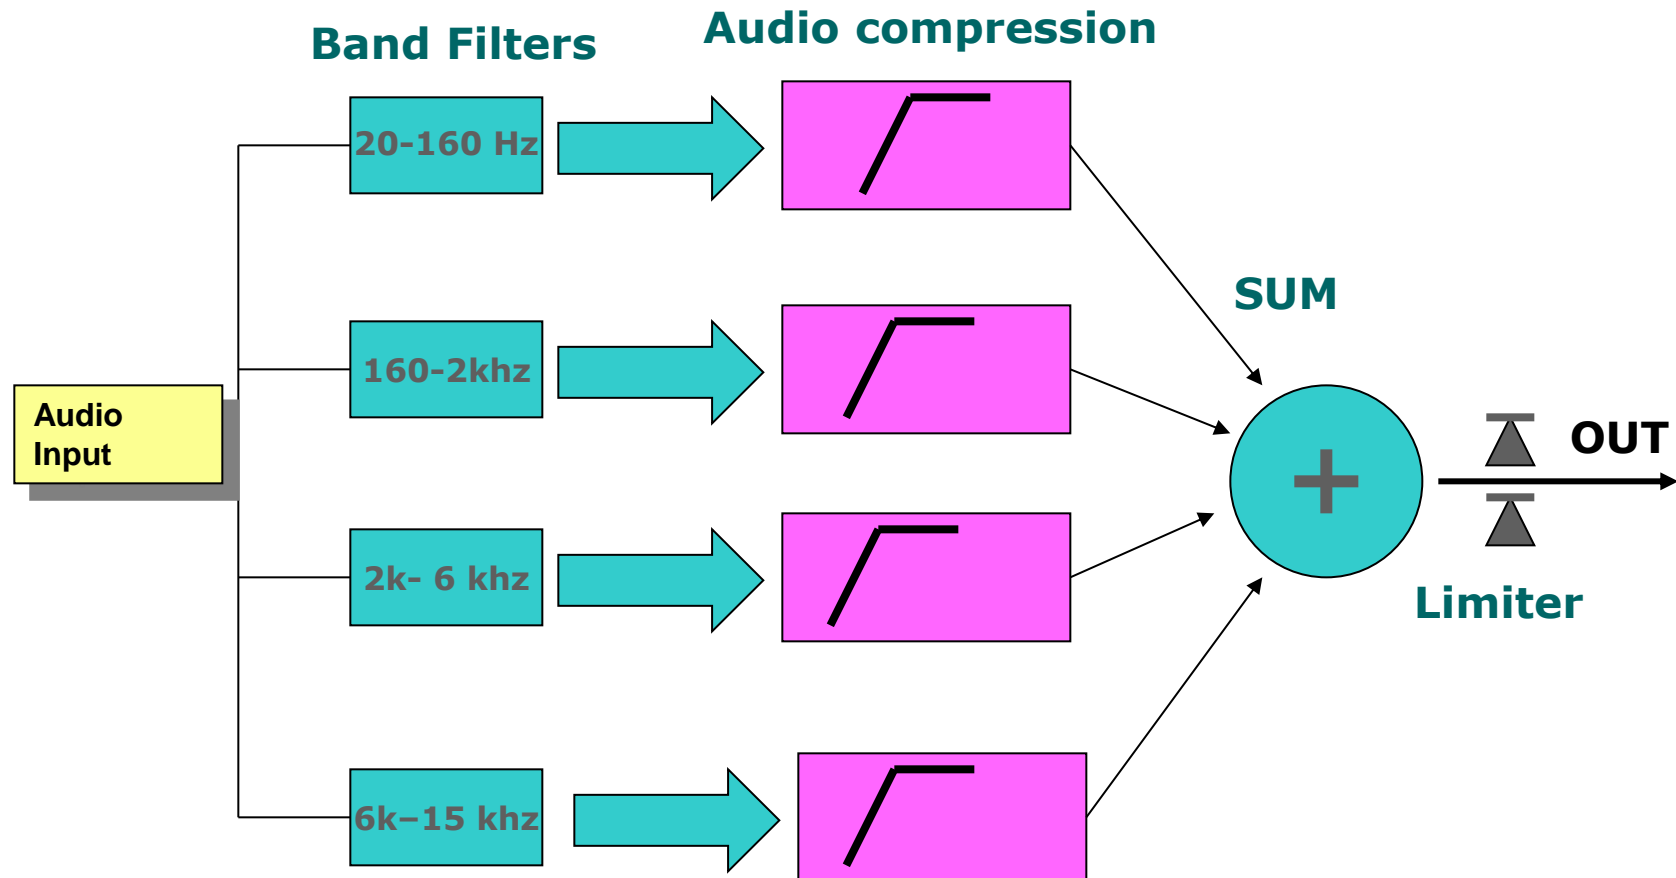 Band Filters
Audio compression
20-160 Hz
160-2khz
2k- 6 khz
6k–15 khz
Audio
Input
SUM
+
OUT
Limiter